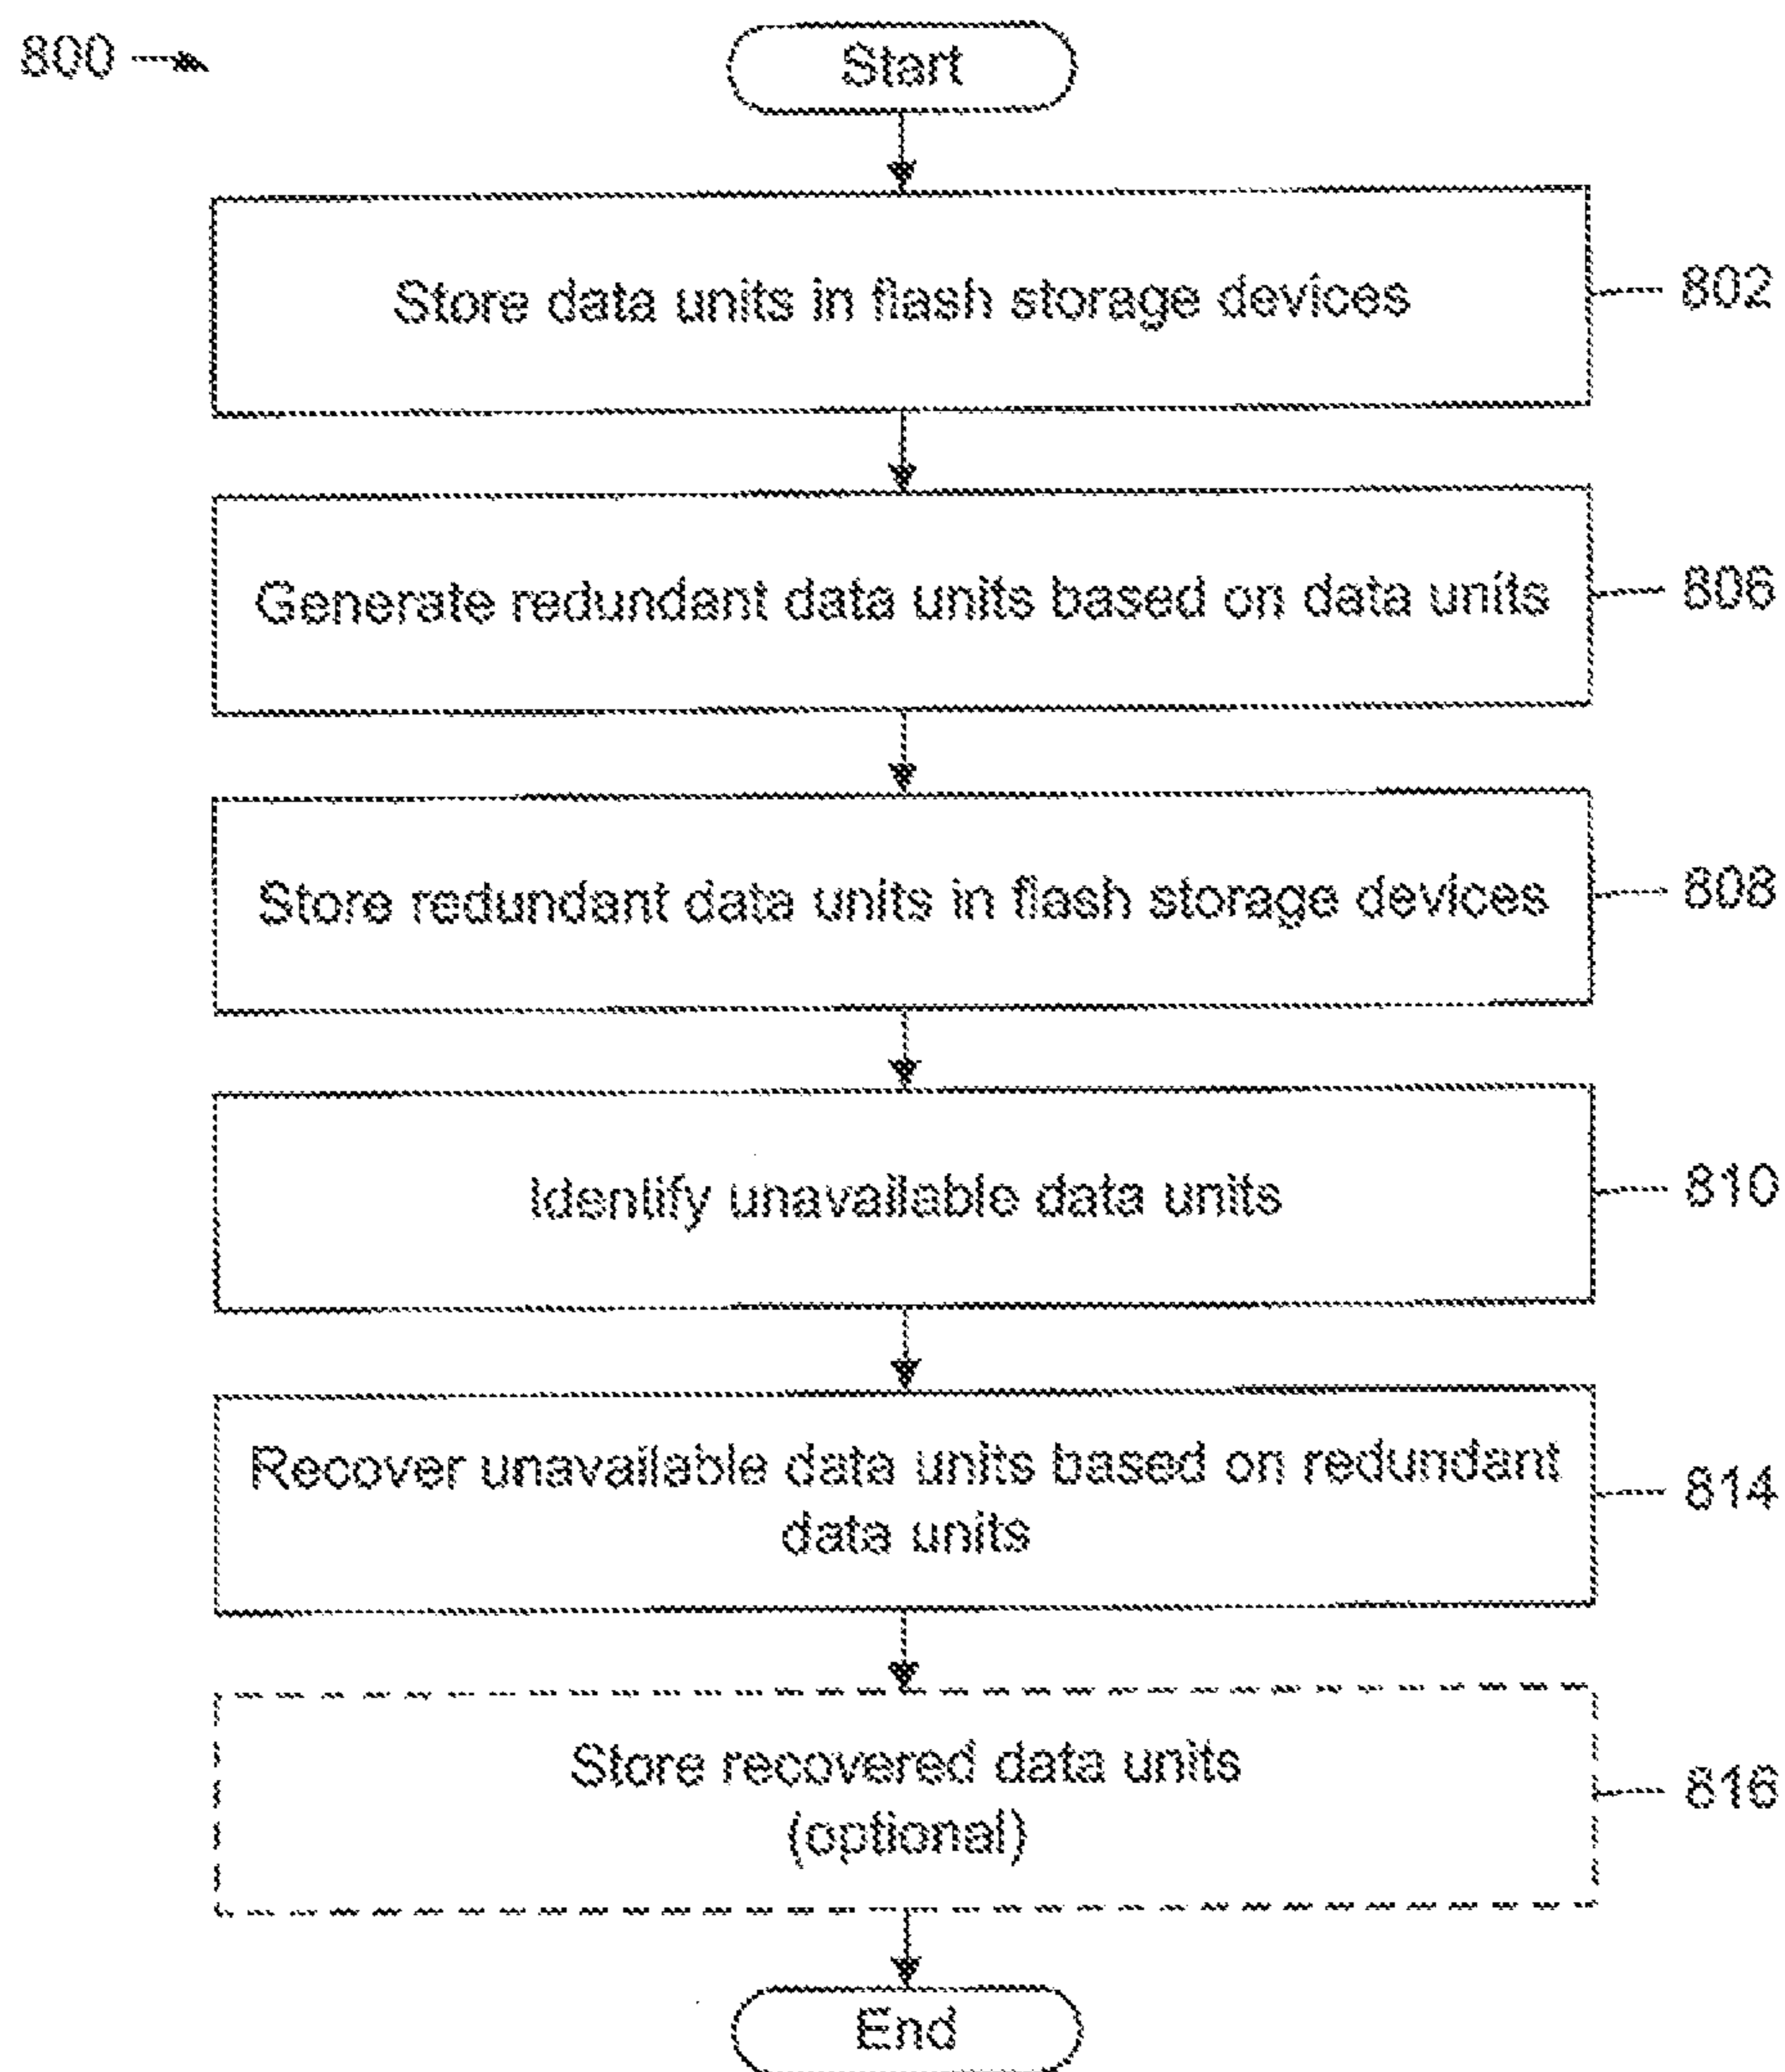 800
Start
Store data units in flash storage devices
802
Generate redundant data units based on data units
806
Store redundant data units in flash storage devices
808
Identify unavailable data units
810
Recover unavailable data units based on redundant
data units
814
Store recovered data units
(optional)
816
End